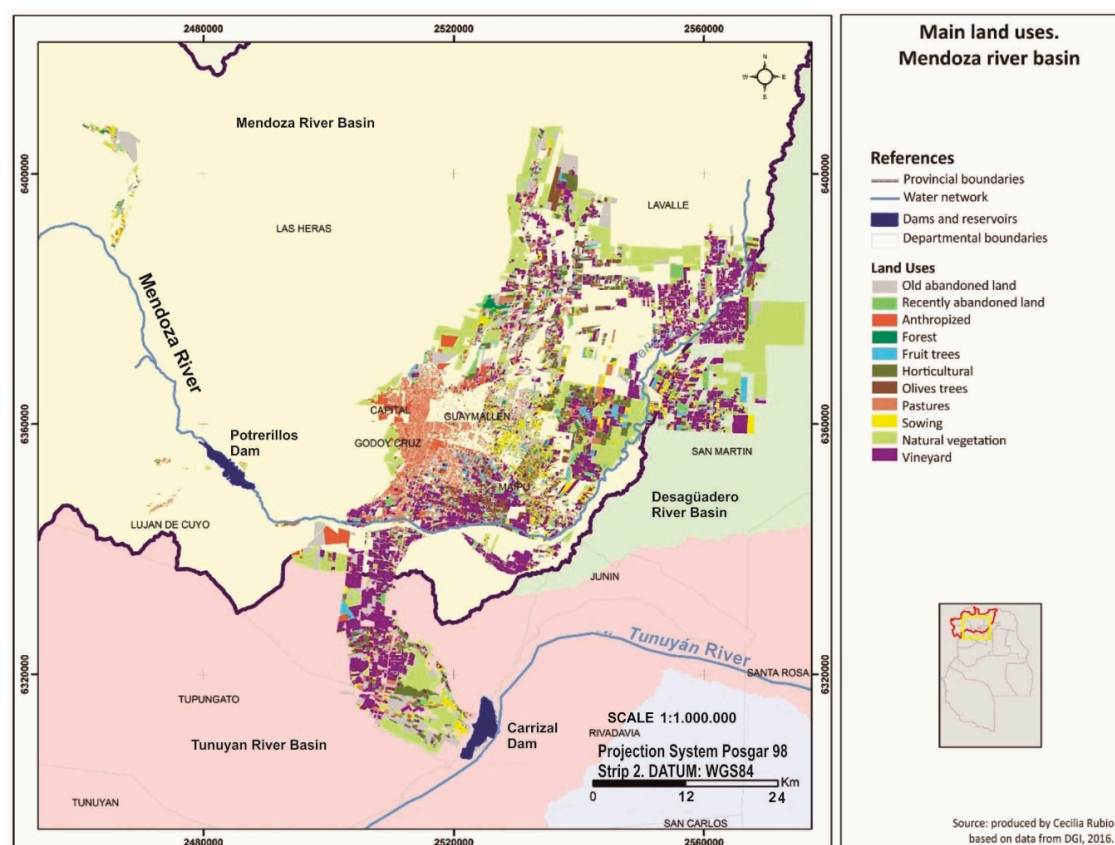 2480000
2520000
2560000
Mendoza River Basin
6400000
6400000
LAVALLE
LAS HERAS
Mendoza River
CAPITAL
GUAYMALLEN
6360000
6360000
GODOY CRUZ
Potrerillos
Dam
SAN MARTIN
MAIPU
Desagüadero
River Basin
LUJAN DE CUYO
JUNIN
Tunuyán River
6320000
6320000
SANTA ROSA
TUPUNGATO
SCALE 1:1.000.000
RIVADAVIA
Carrizal
Dam
Tunuyan River Basin
Projection System Posgar 98
Strip 2. DATUM: WGS84
Km
0 12 24
TUNUYAN
SAN CARLOS
2480000
2520000
2560000
N
W E
S
Main land uses.
Mendoza river basin
References
Provincial boundaries
Water network
Dams and reservoirs
Departmental boundaries
Land Uses
Old abandoned land
Recently abandoned land
Anthropized
Forest
Fruit trees
Horticultural
Olives trees
Pastures
Sowing
Natural vegetation
Vineyard
Source: produced by Cecilia Rubio
based on data from DGI, 2016.